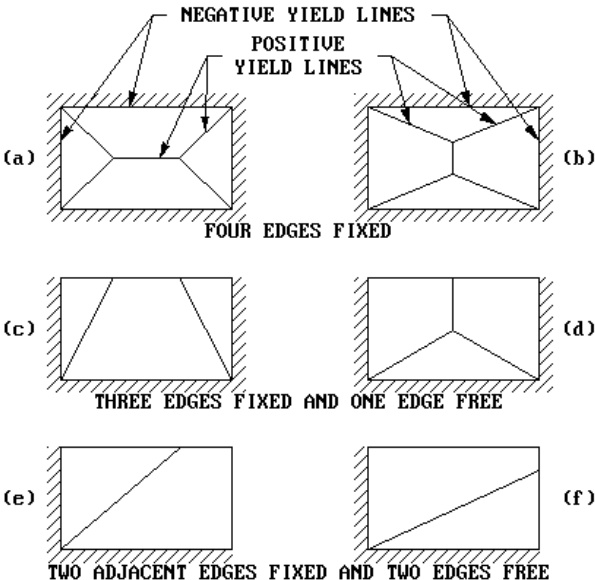 NEGATIVE YIELD LINES
POSITIVE
YIELD LINES
(a)
(b)
FOUR EDGES FIXED
(c)
(d)
THREE EDGES FIXED AND ONE EDGE FREE
(e)
(f)
TWO ADJACENT EDGES FIXED AND TWO EDGES FREE